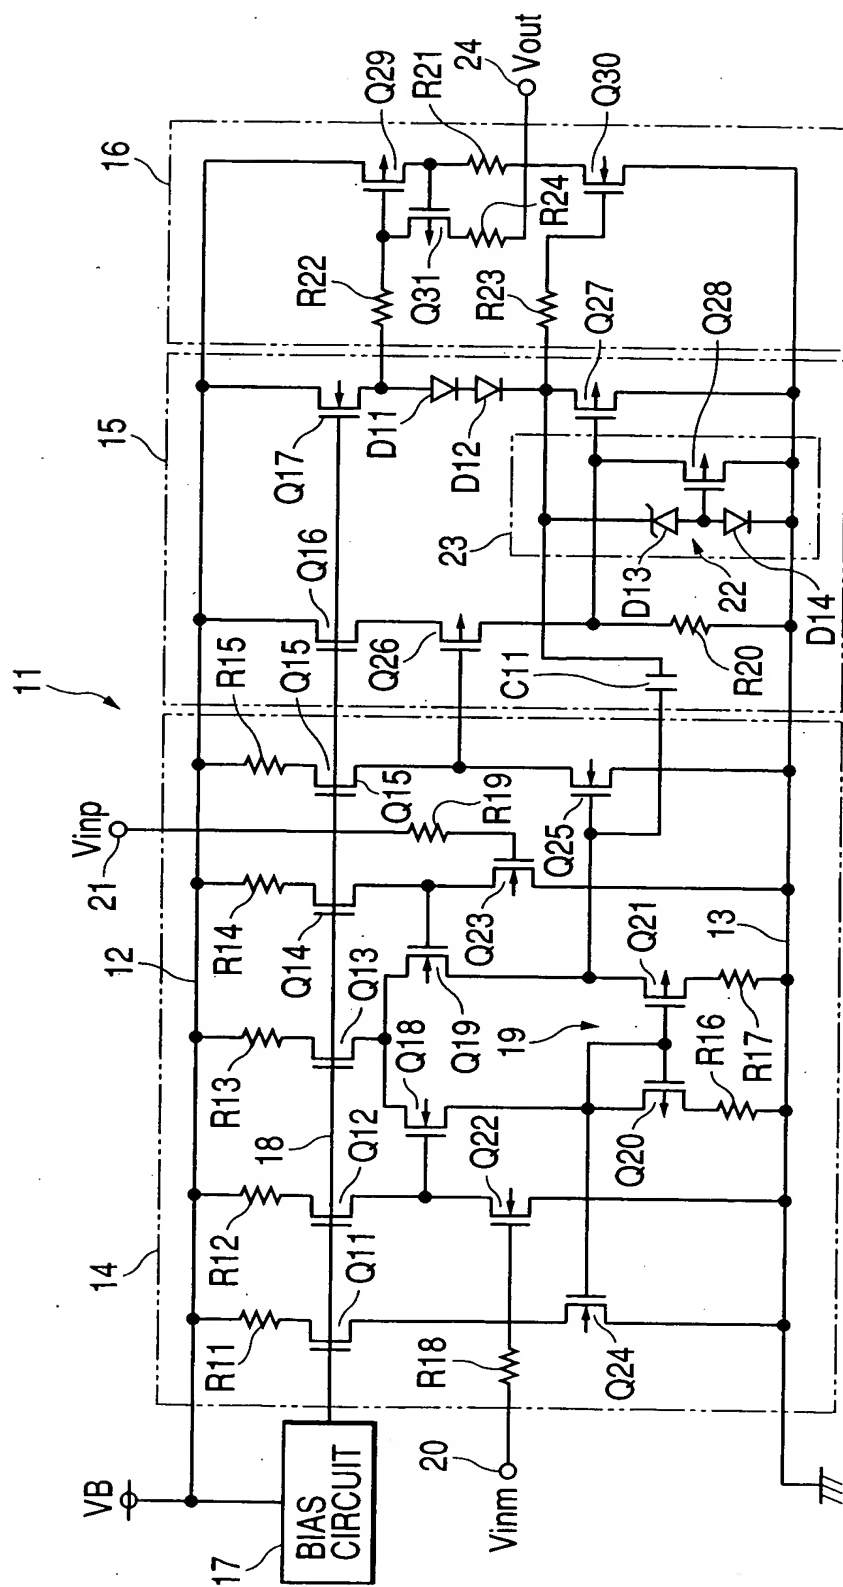 11
VB
17
BIAS
CIRCUIT
14
12
15
16
R11
R12
R13
R14
21
Vinp
R15
Q11
Q12
18
Q13
Q14
Q15
Q15
Q16
Q17
R22
Q29
R21
24
Vout
Q31
R24
Q30
R23
Q27
Q28
D11
D12
23
D13
22
D14
Q26
C11
R20
R19
Q25
Q23
Q18
Q19
19
Q21
13
R17
R16
Q20
Q22
Q24
R18
20
Vinm